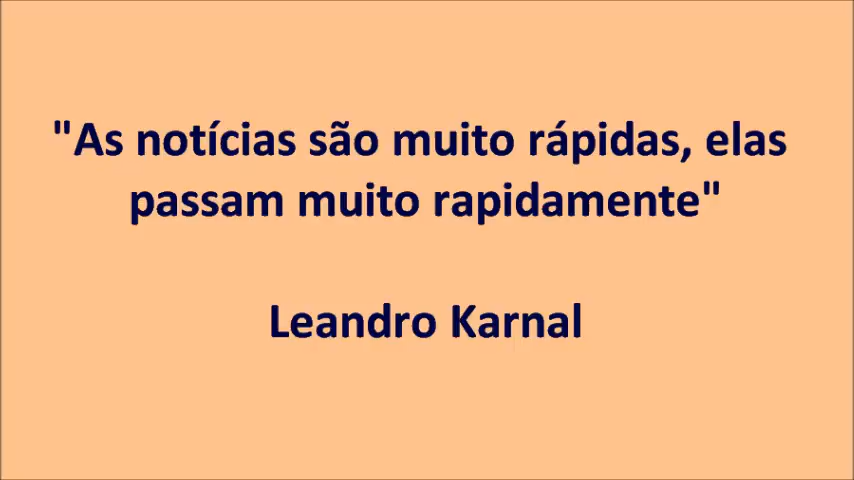 "As notícias são muito rápidas, elas
passam muito rapidamente"
Leandro Karnal